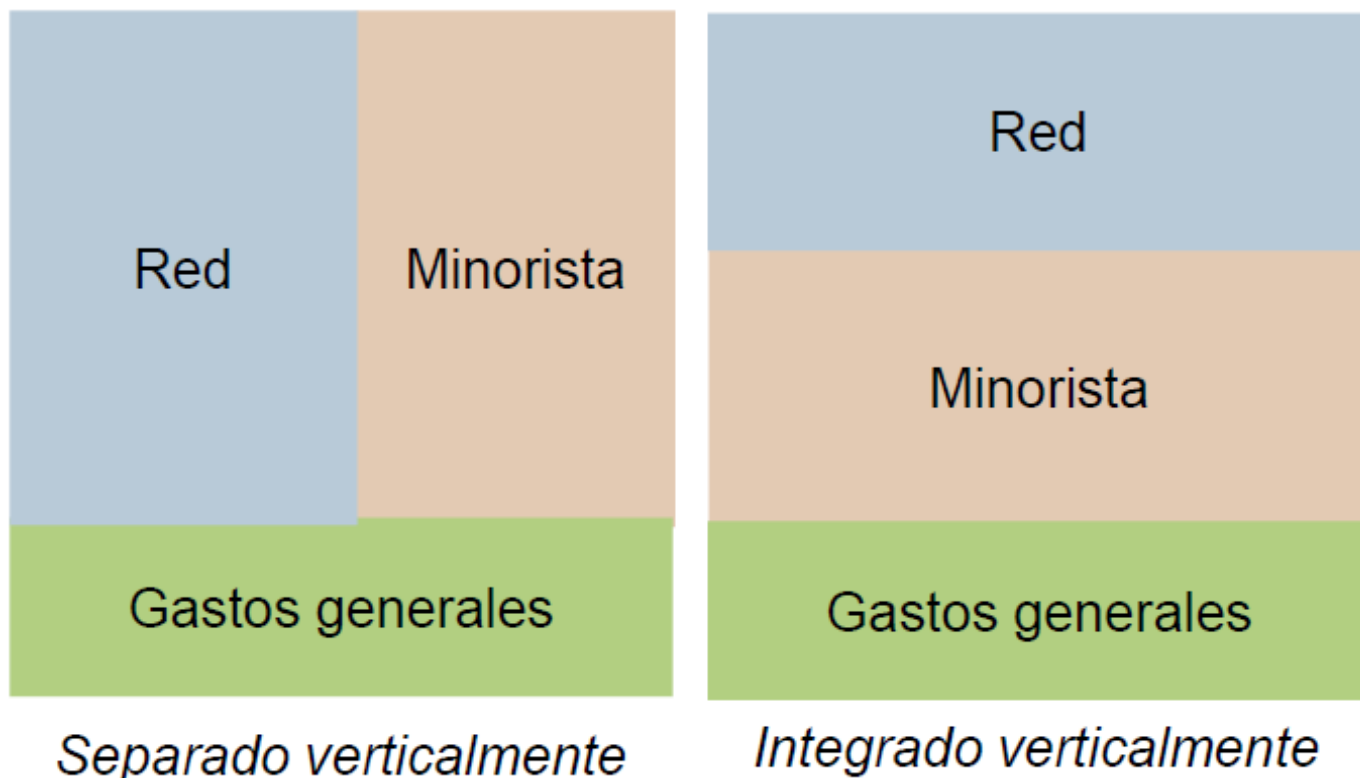 Red
Minorista
Gastos generales
Separado verticalmente
Red
Minorista
Gastos generales
Integrado verticalmente